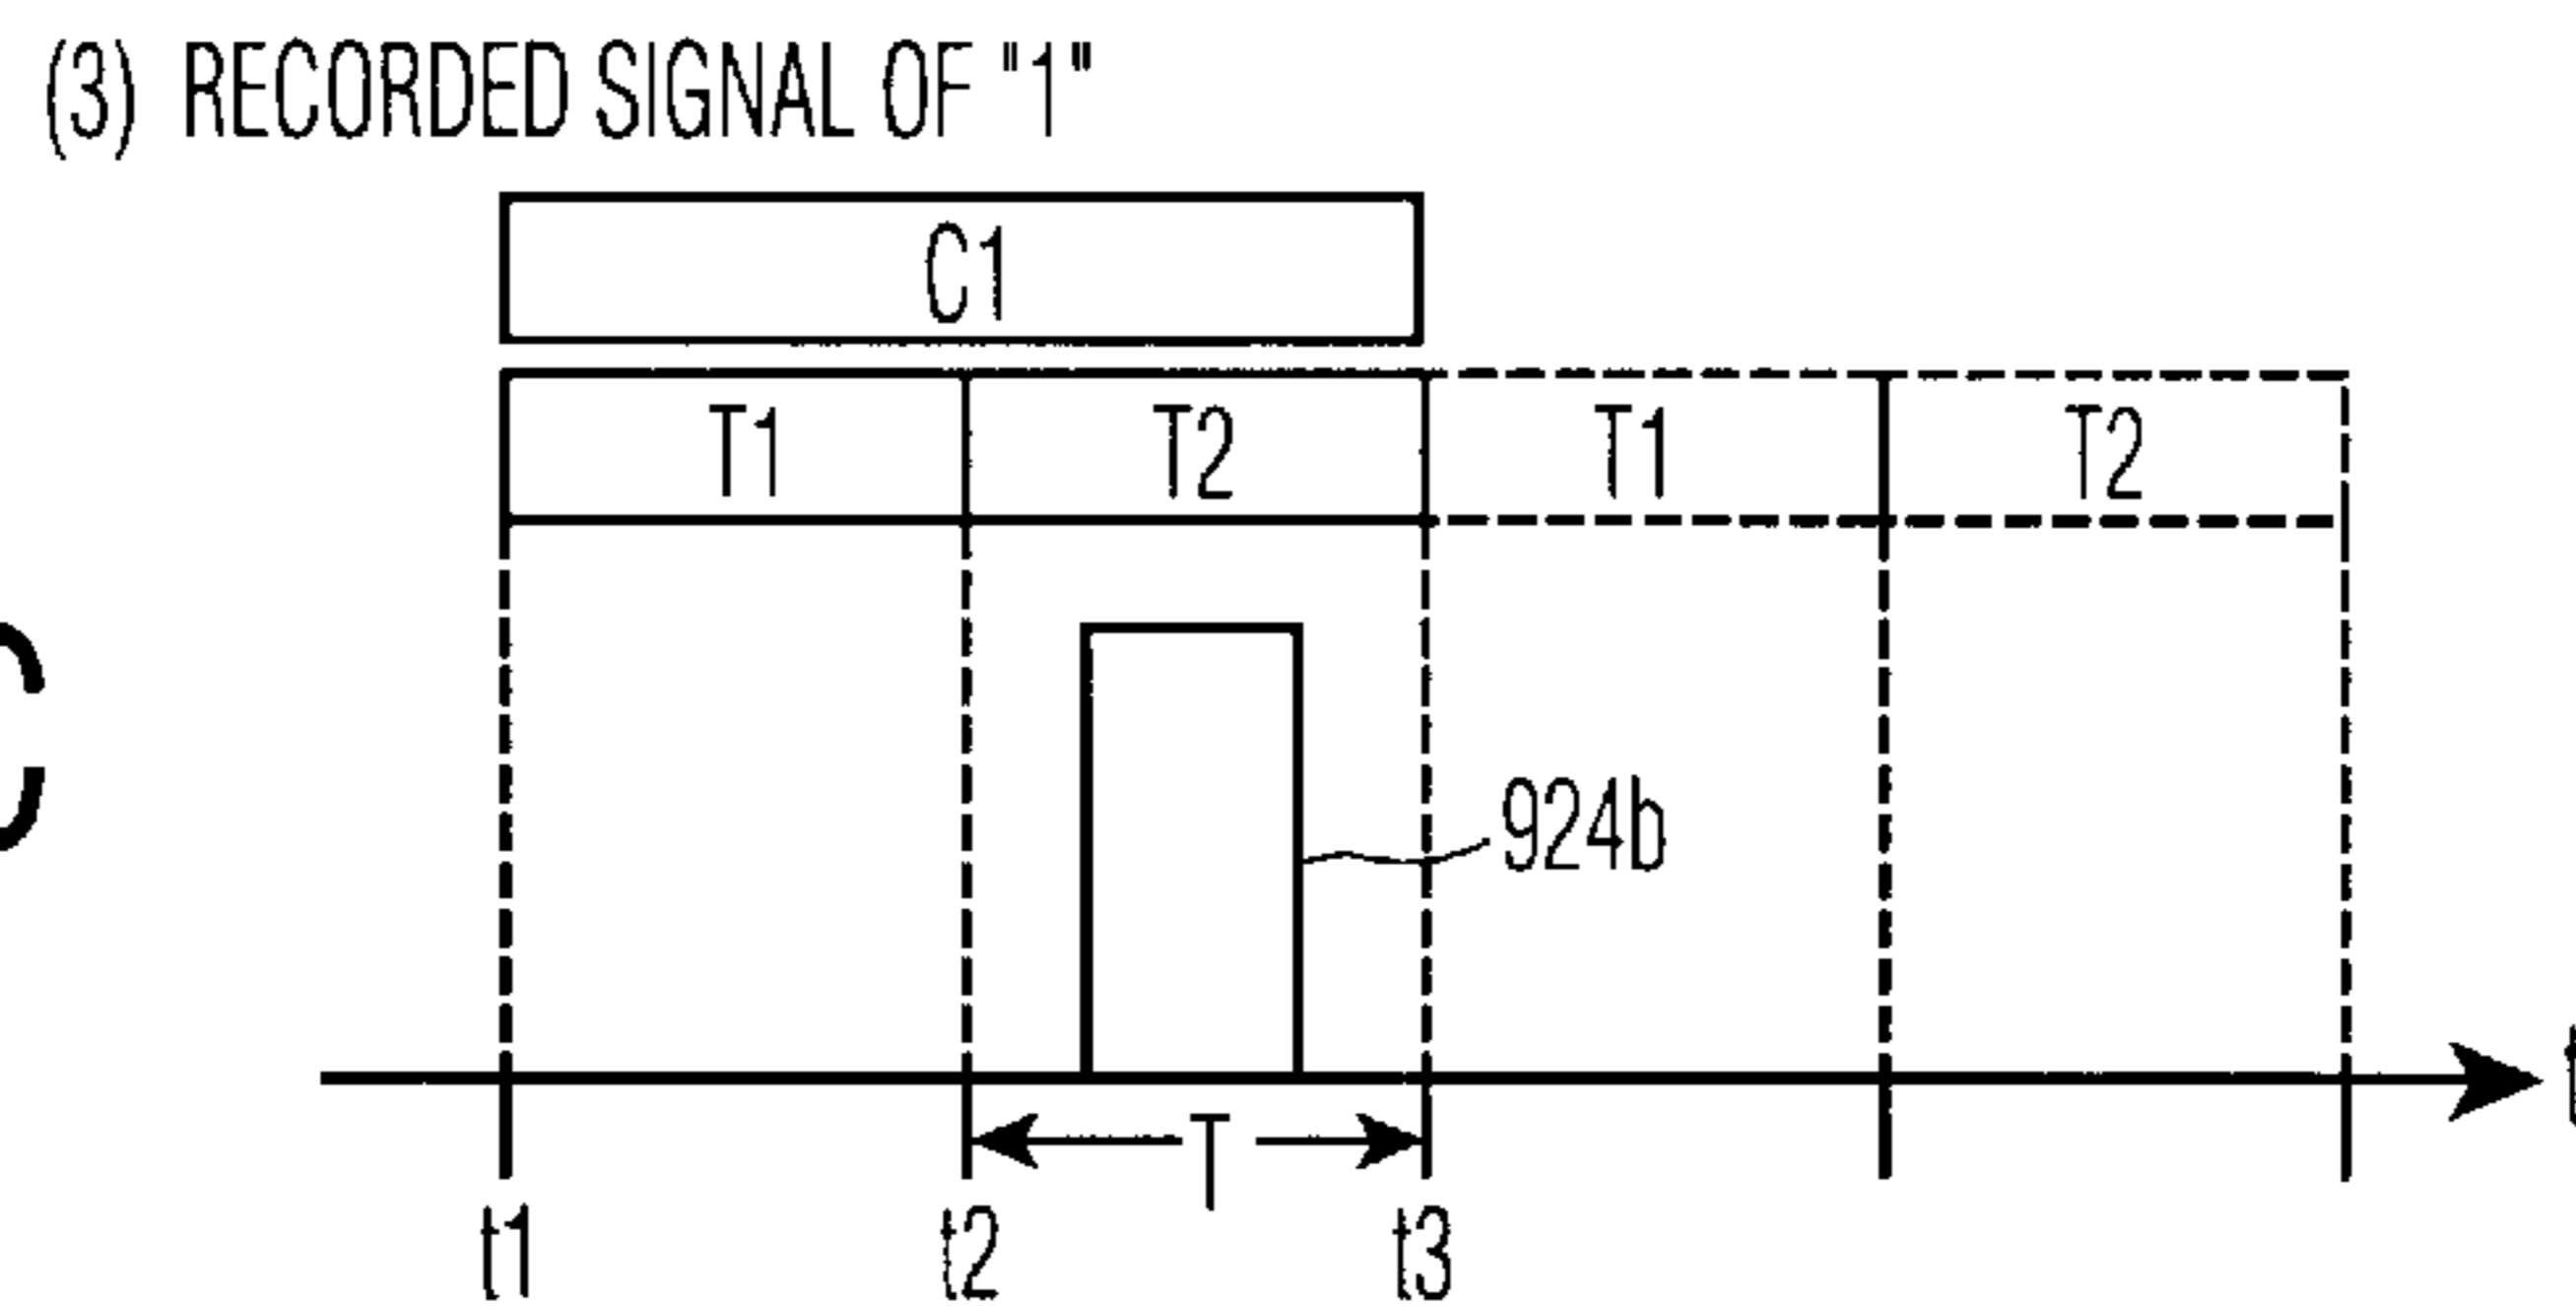 (3) RECORDED SIGNAL OF "1"
C1
T1 T2 T1 T2
924b
T
t1 t2 t3